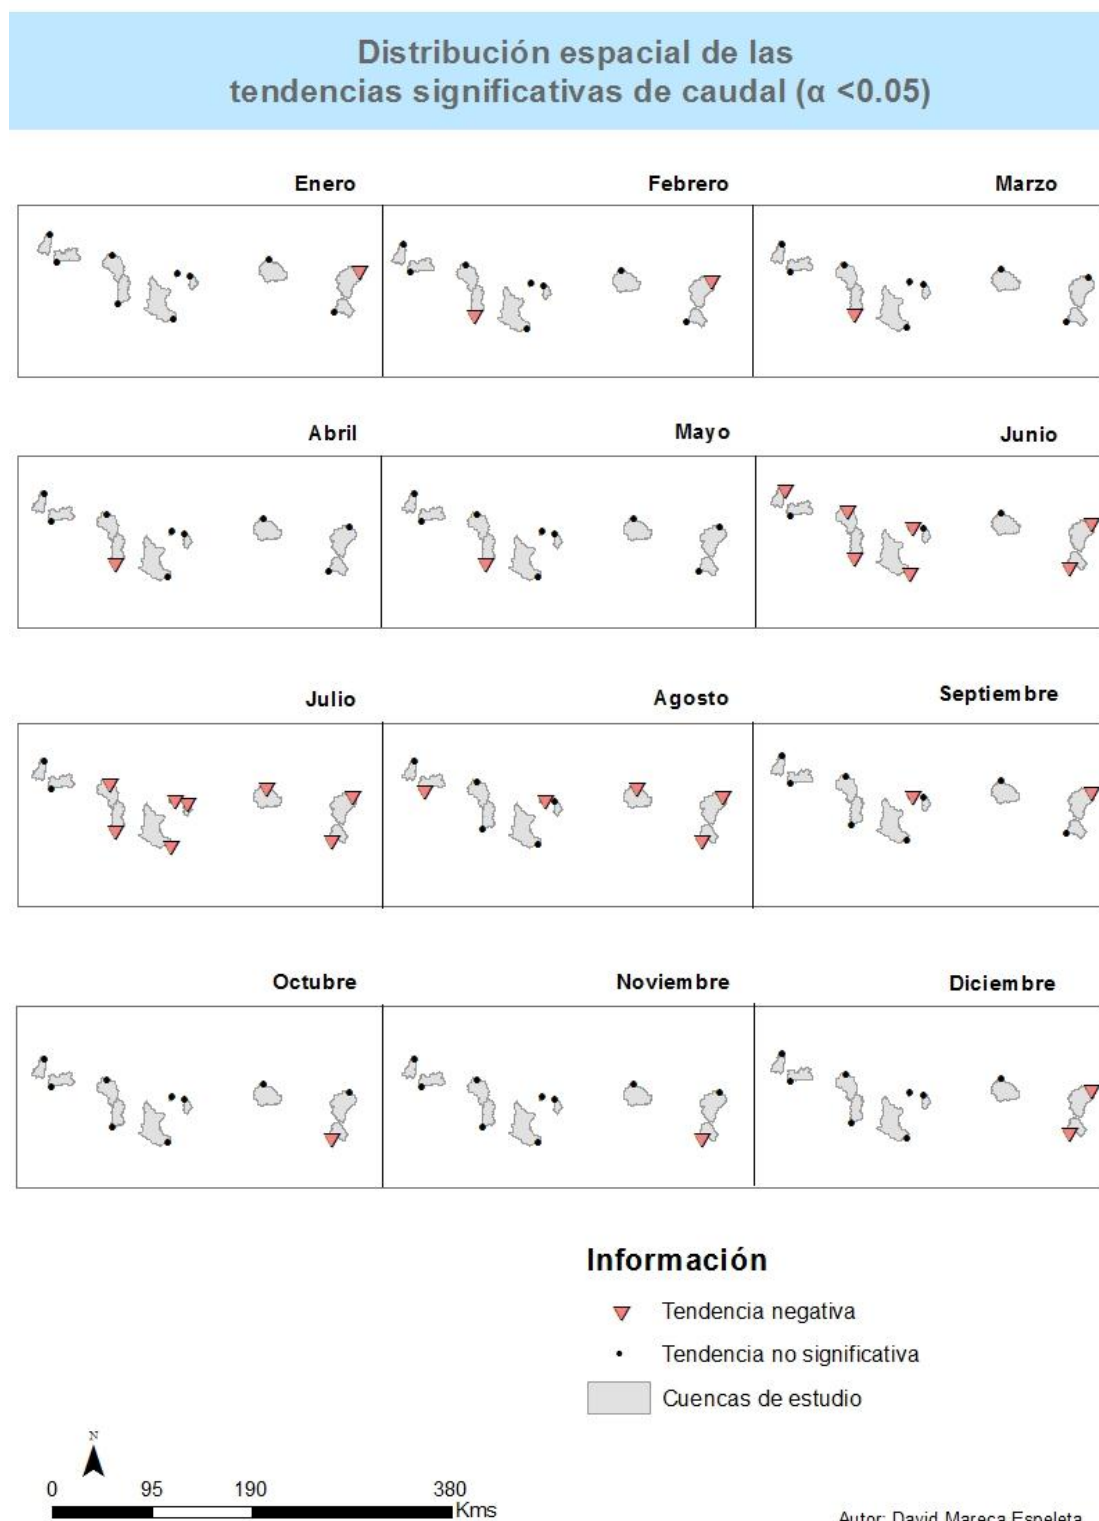 Distribución espacial de las
tendencias significativas de caudal (α <0.05)
Enero
Febrero
Marzo
Abril
Mayo
Junio
Julio
Agosto
Septiembre
Octubre
Noviembre
Diciembre
Información
Tendencia negativa
Tendencia no significativa
Cuencas de estudio
N
0 95 190 380
Kms
Autor: David Mareca Espeleta